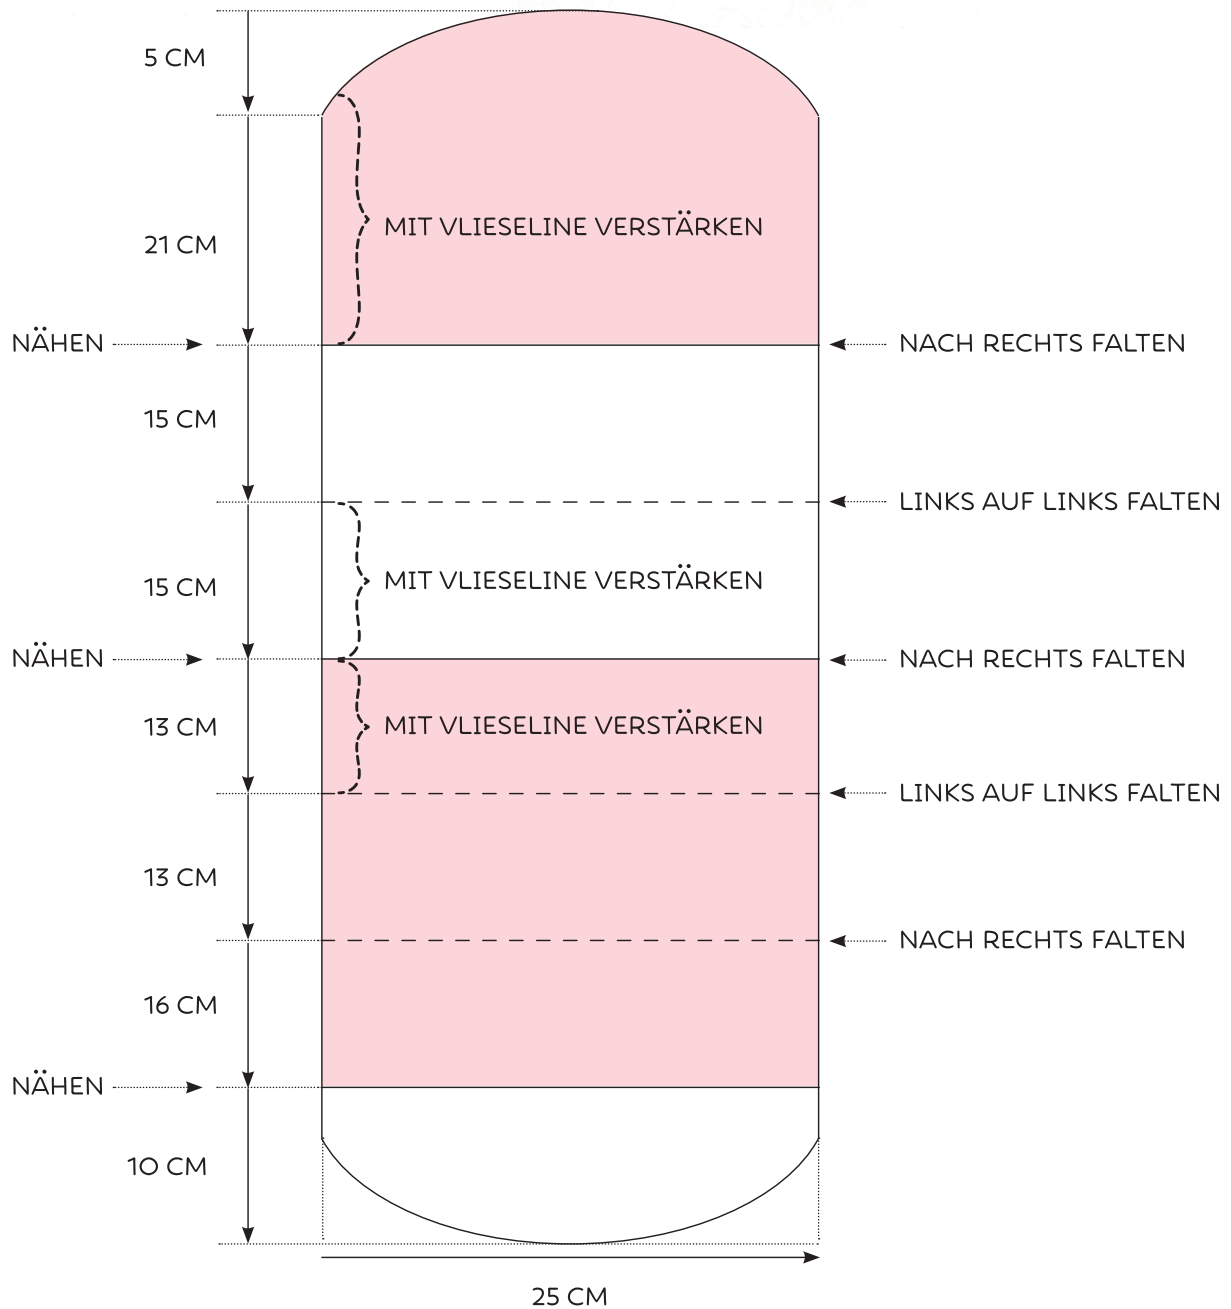 5 CM
MIT VLIESELINE VERSTÄRKEN
21 CM
NÄHEN
NACH RECHTS FALTEN
15 CM
LINKS AUF LINKS FALTEN
15 CM
MIT VLIESELINE VERSTÄRKEN
NÄHEN
NACH RECHTS FALTEN
13 CM
MIT VLIESELINE VERSTÄRKEN
LINKS AUF LINKS FALTEN
13 CM
NACH RECHTS FALTEN
16 CM
NÄHEN
10 CM
25 CM